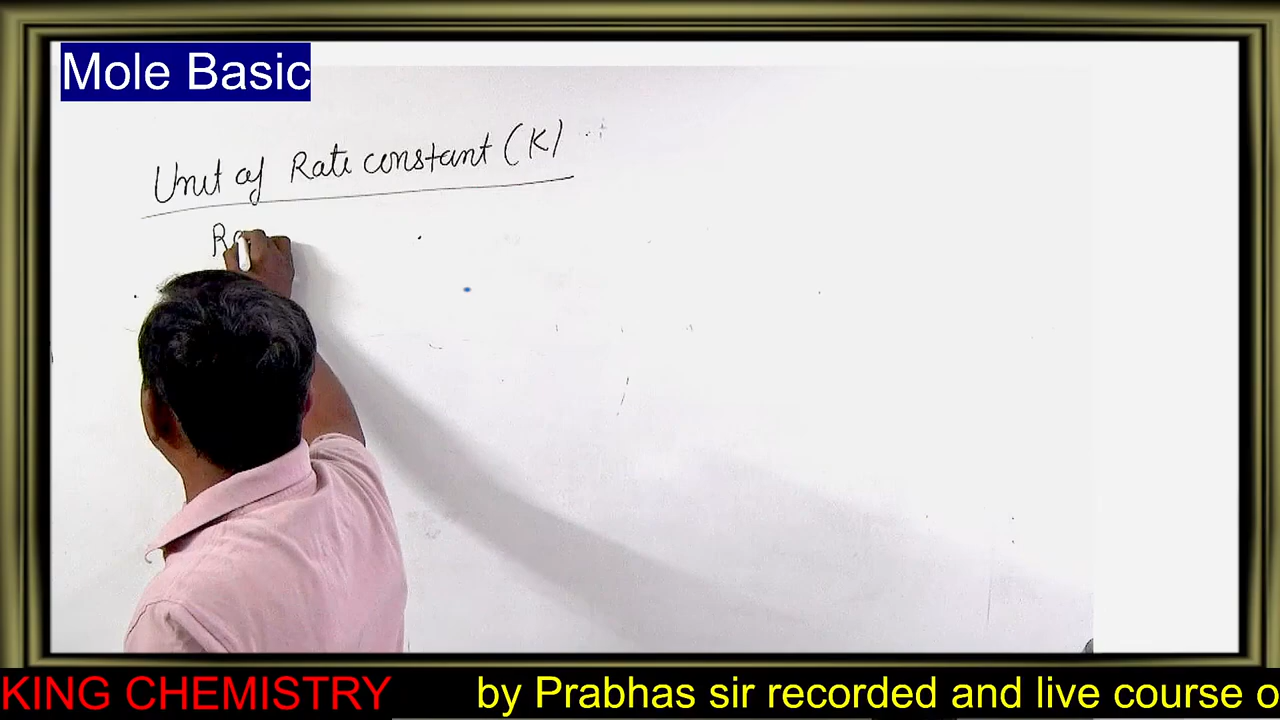 Mole Basic
Unit of Rate constant (K)
KING CHEMISTRY by Prabhas sir recorded and live course o